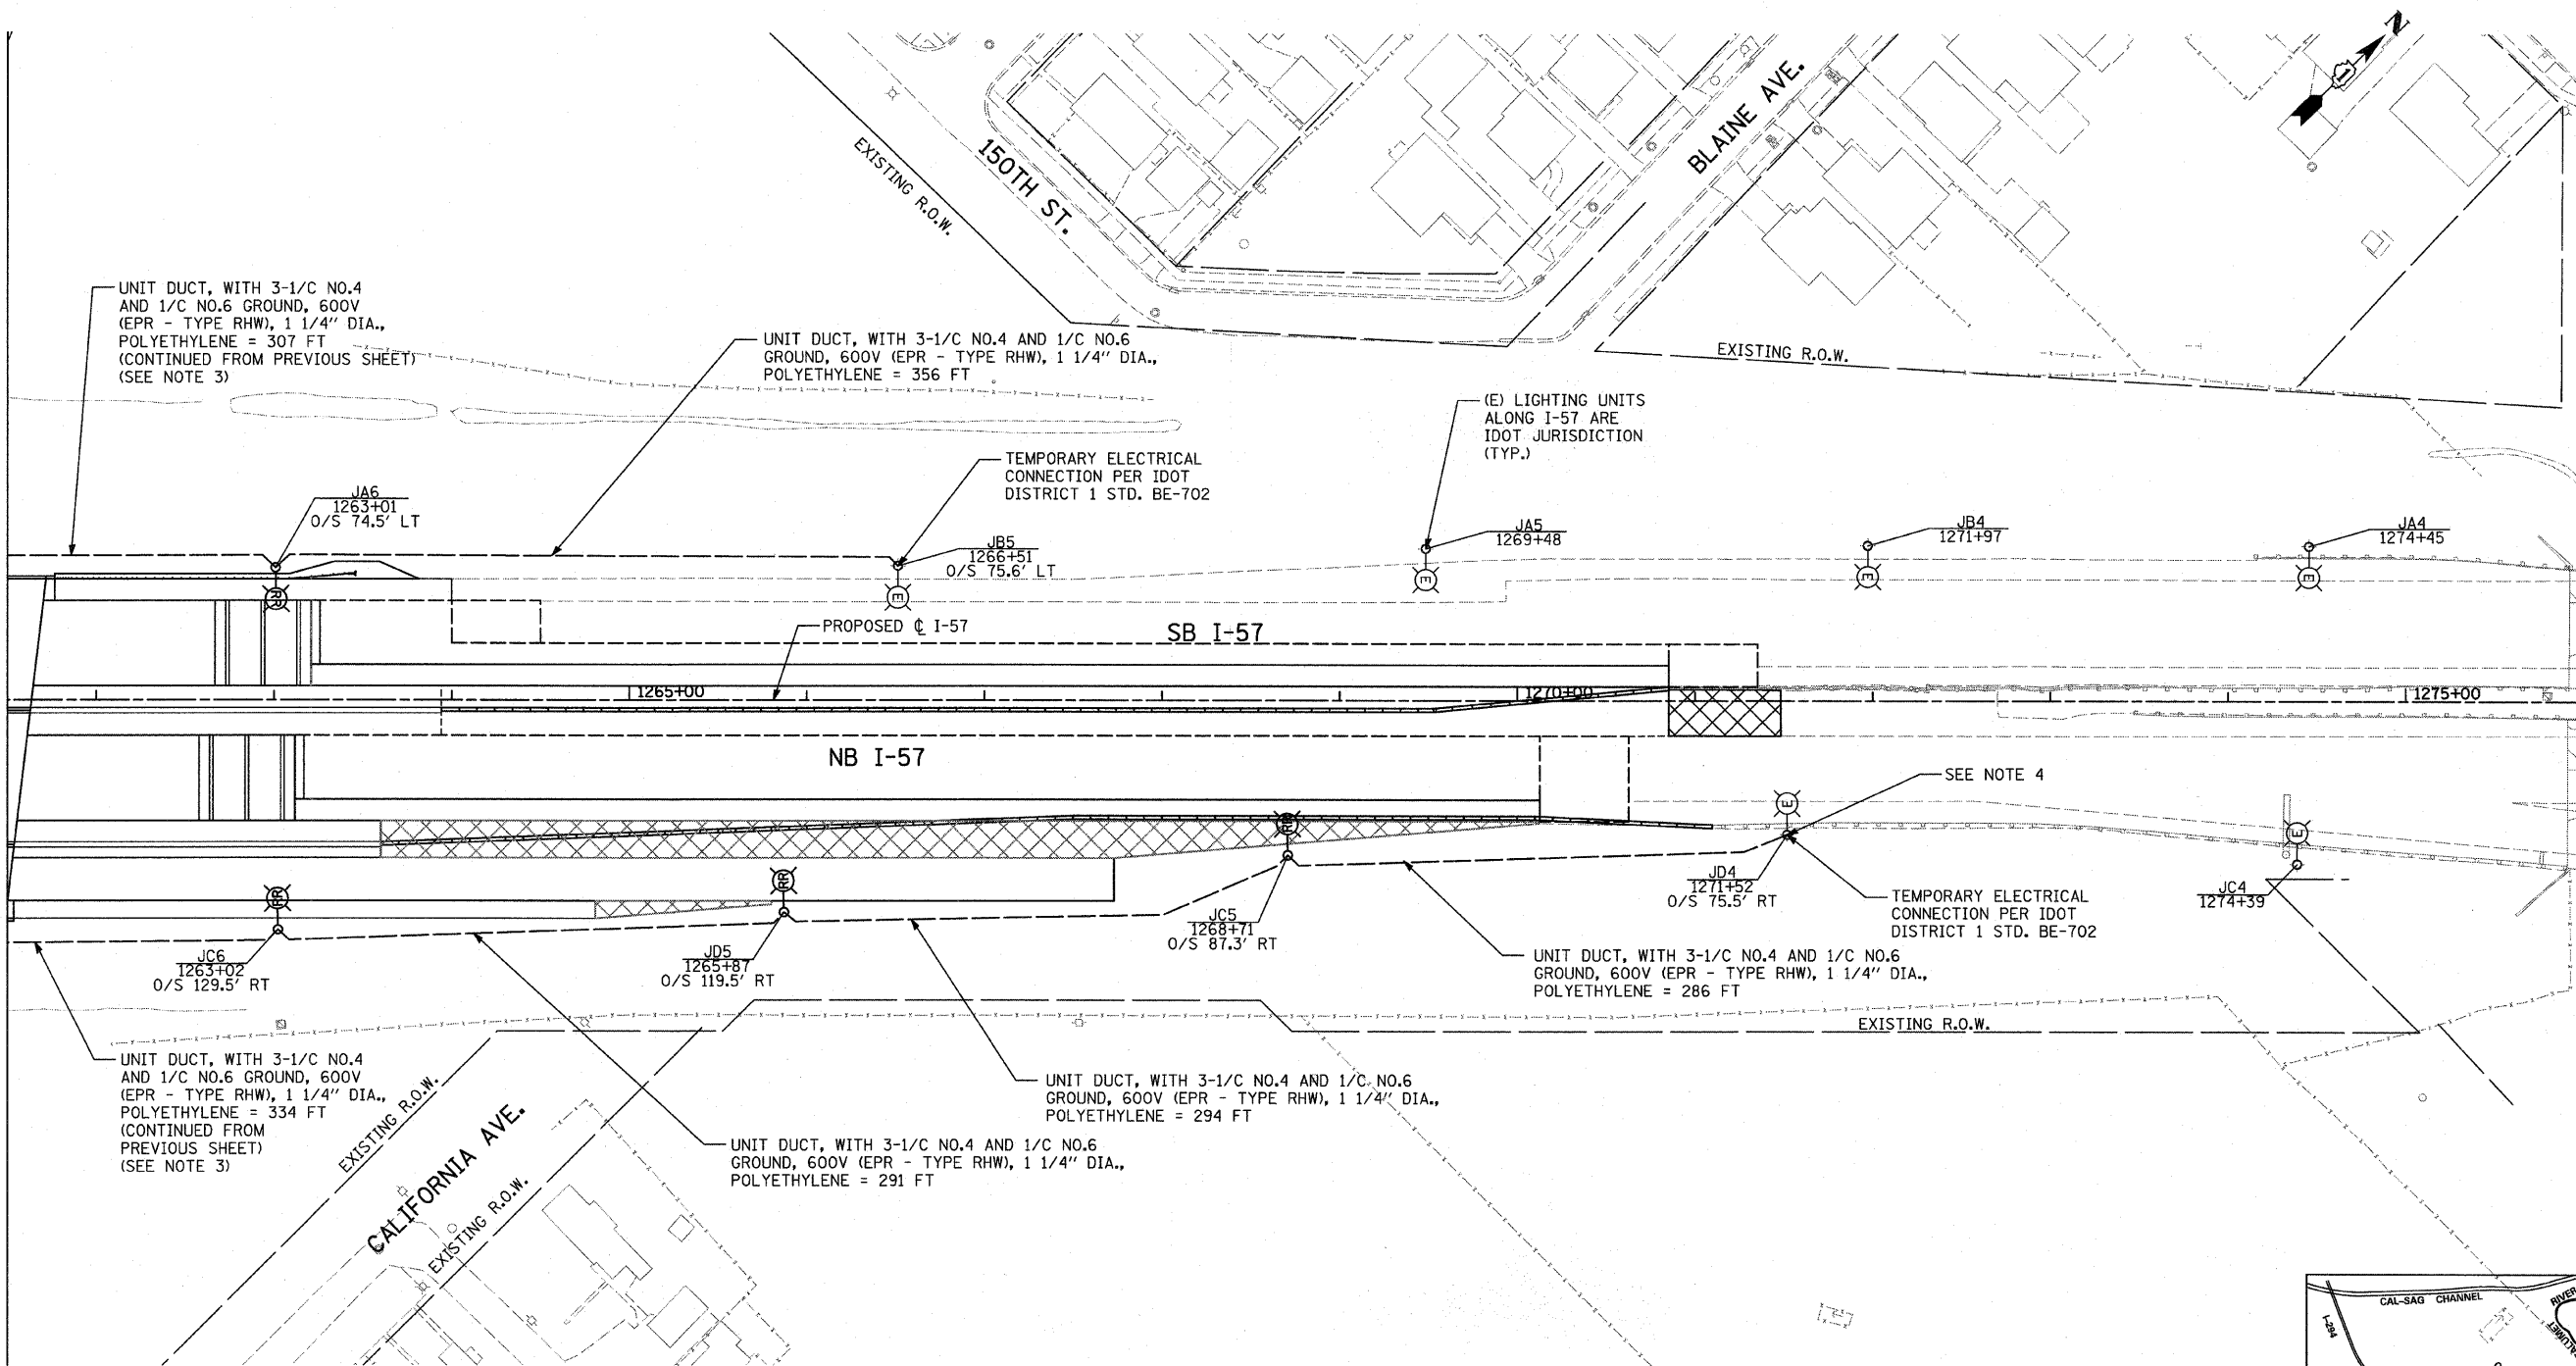 N
1
150TH ST.
BLAINE AVE.
EXISTING R.O.W.
EXISTING R.O.W.
UNIT DUCT, WITH 3-1/C NO.4
AND 1/C NO.6 GROUND, 600V
(EPR - TYPE RHW), 1 1/4" DIA.,
POLYETHYLENE = 307 FT
(CONTINUED FROM PREVIOUS SHEET)
(SEE NOTE 3)
UNIT DUCT, WITH 3-1/C NO.4 AND 1/C NO.6
GROUND, 600V (EPR - TYPE RHW), 1 1/4" DIA.,
POLYETHYLENE = 356 FT
(E) LIGHTING UNITS
ALONG I-57 ARE
IDOT JURISDICTION
(TYP.)
TEMPORARY ELECTRICAL
CONNECTION PER IDOT
DISTRICT 1 STD. BE-702
JA6
1263+01
O/S 74.5' LT
JB5
1266+51
O/S 75.6' LT
JA5
1269+48
JB4
1271+97
JA4
1274+45
RR
E
E
E
E
PROPOSED ℄ I-57
SB I-57
1265+00
1270+00
1275+00
NB I-57
SEE NOTE 4
E
E
RR
RR
RR
JC6
1263+02
O/S 129.5' RT
JD5
1265+87
O/S 119.5' RT
JC5
1268+71
O/S 87.3' RT
JD4
1271+52
O/S 75.5' RT
JC4
1274+39
TEMPORARY ELECTRICAL
CONNECTION PER IDOT
DISTRICT 1 STD. BE-702
UNIT DUCT, WITH 3-1/C NO.4 AND 1/C NO.6
GROUND, 600V (EPR - TYPE RHW), 1 1/4" DIA.,
POLYETHYLENE = 286 FT
EXISTING R.O.W.
UNIT DUCT, WITH 3-1/C NO.4
AND 1/C NO.6 GROUND, 600V
(EPR - TYPE RHW), 1 1/4" DIA.,
POLYETHYLENE = 334 FT
(CONTINUED FROM
PREVIOUS SHEET)
(SEE NOTE 3)
UNIT DUCT, WITH 3-1/C NO.4 AND 1/C NO.6
GROUND, 600V (EPR - TYPE RHW), 1 1/4" DIA.,
POLYETHYLENE = 294 FT
UNIT DUCT, WITH 3-1/C NO.4 AND 1/C NO.6
GROUND, 600V (EPR - TYPE RHW), 1 1/4" DIA.,
POLYETHYLENE = 291 FT
EXISTING R.O.W.
CALIFORNIA AVE.
EXISTING R.O.W.
CAL-SAG CHANNEL
I-294
RIVER